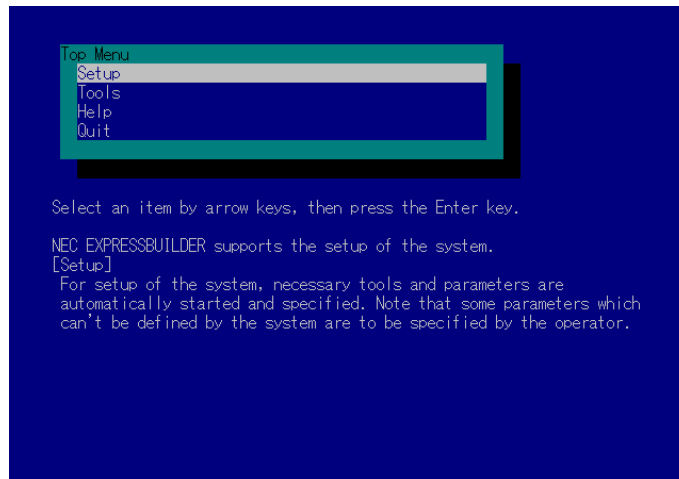 Top Menu
Setup
Tools
Help
Quit
Select an item by arrow keys, then press the Enter key.
NEC EXPRESSBUILDER supports the setup of the system.
[Setup]
For setup of the system, necessary tools and parameters are
automatically started and specified. Note that some parameters which
can't be defined by the system are to be specified by the operator.